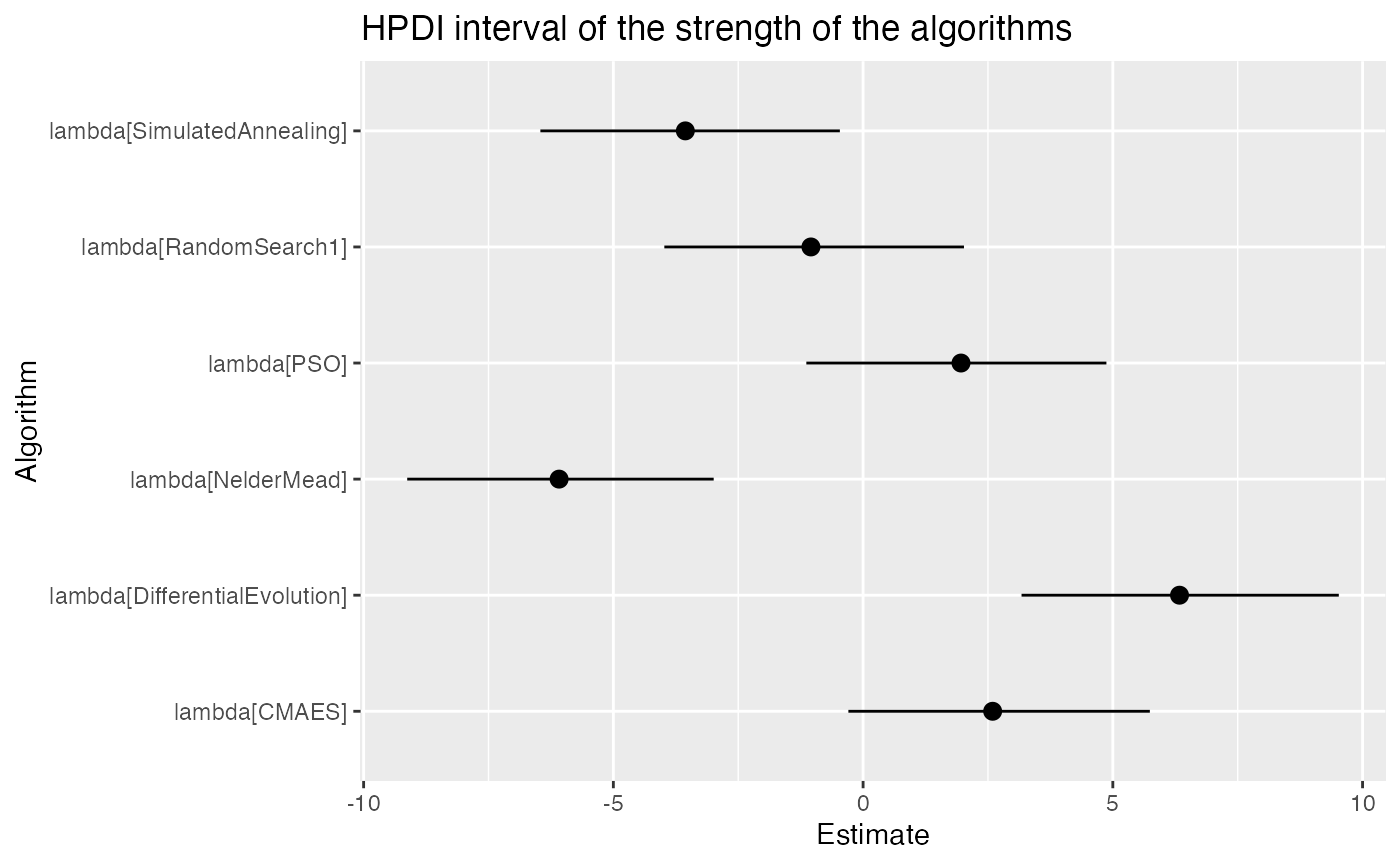 HPDI interval of the strength of the algorithms
lambda[SimulatedAnnealing]
lambda[RandomSearch1]
lambda[PSO]
lambda[NelderMead]
lambda[DifferentialEvolution]
lambda[CMAES]
Algorithm
-10 -5 0 5 10
Estimate